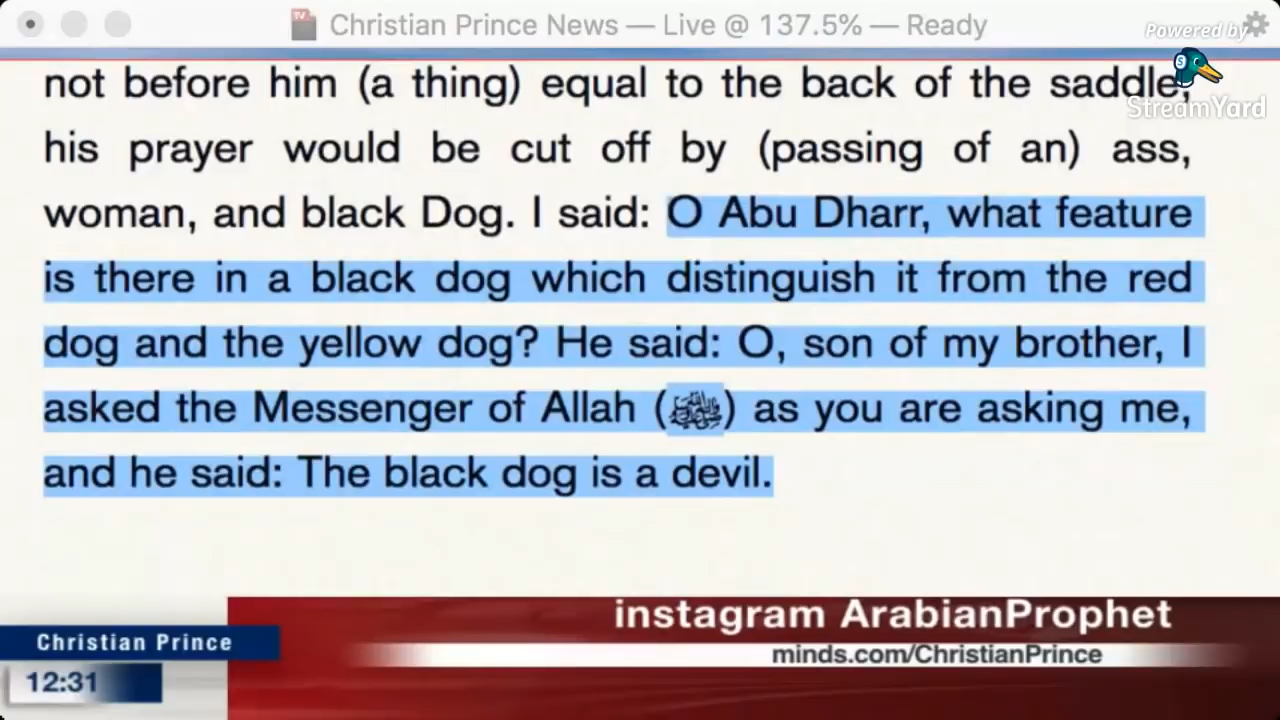 Christian Prince News — Live @ 137.5% — Ready
Powered by
StreamYard
not before him (a thing) equal to the back of the saddle,
his prayer would be cut off by (passing of an) ass,
woman, and black Dog. I said: O Abu Dharr, what feature
is there in a black dog which distinguish it from the red
dog and the yellow dog? He said: O, son of my brother, I
asked the Messenger of Allah (ﷺ) as you are asking me,
and he said: The black dog is a devil.
instagram ArabianProphet
Christian Prince
minds.com/ChristianPrince
12:31